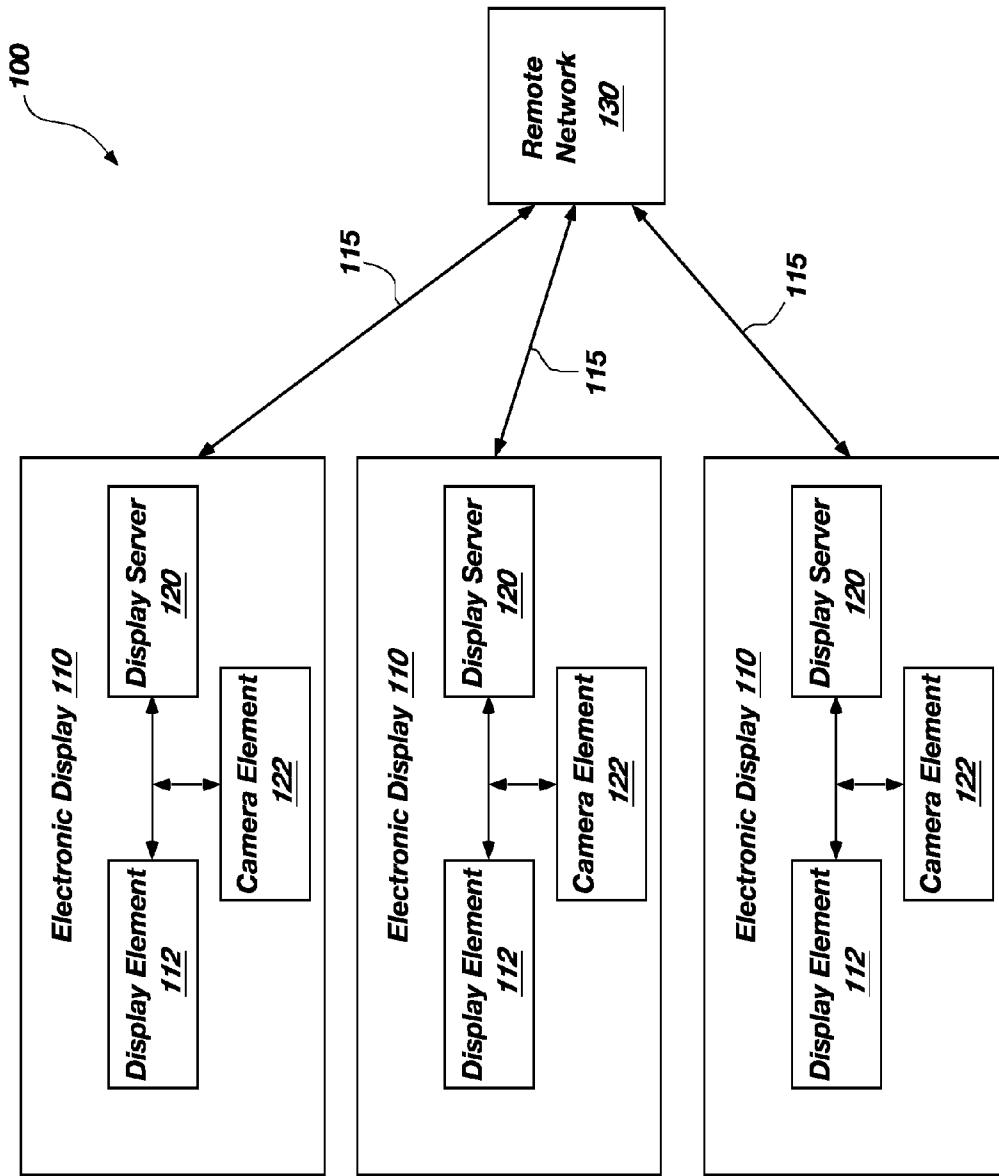 100
Remote
Network
130
115
115
115
Electronic Display 110
Display Element
112
Display Server
120
Camera Element
122
Electronic Display 110
Display Element
112
Display Server
120
Camera Element
122
Electronic Display 110
Display Element
112
Display Server
120
Camera Element
122